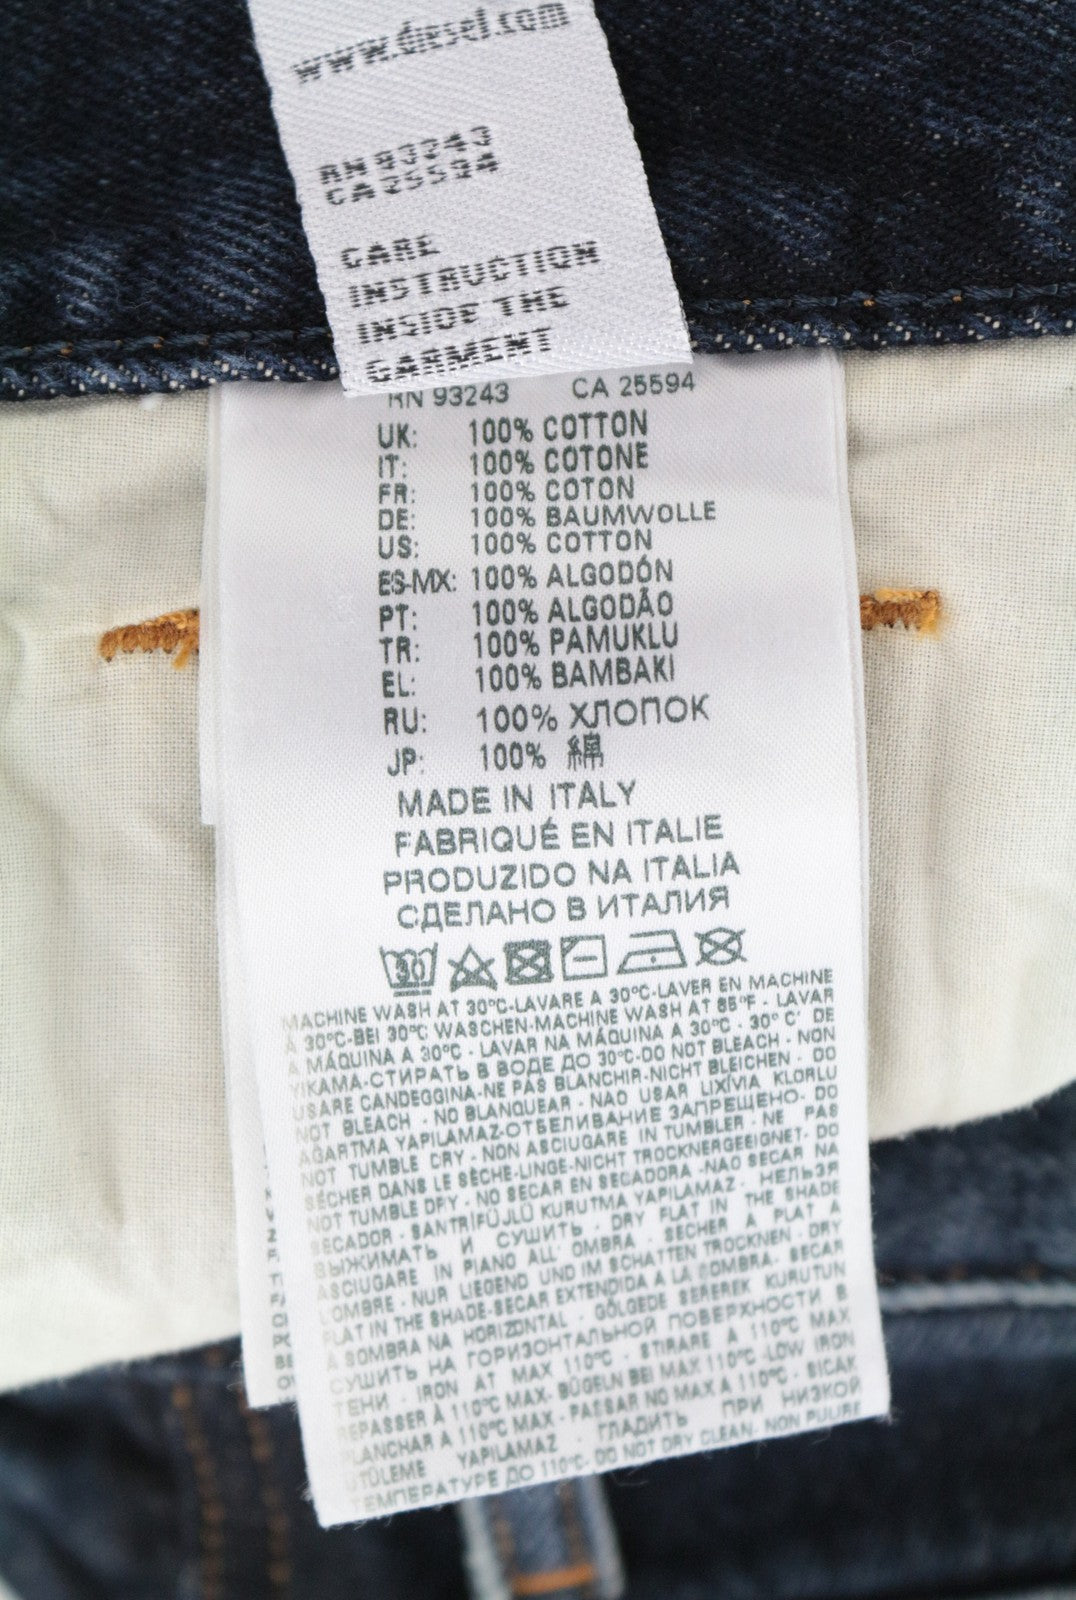 www.diesel.com
RN 93243
CA 25594
CARE
INSTRUCTION
INSIDE THE
GARMENT
RN 93243 CA 25594
UK: 100% COTTON
IT: 100% COTONE
FR: 100% COTON
DE: 100% BAUMWOLLE
US: 100% COTTON
ES-MX: 100% ALGODÓN
PT: 100% ALGODÃO
TR: 100% PAMUKLU
EL: 100% BAMBAKI
RU: 100% ХЛОПОК
JP: 100% 綿
MADE IN ITALY
FABRIQUÉ EN ITALIE
PRODUZIDO NA ITALIA
СДЕЛАНО В ИТАЛИЯ
30
MACHINE WASH AT 30°C-LAVARE A 30°C-LAVER EN MACHINE
À 30°C-BEI 30°C WASCHEN-MACHINE WASH AT 85°F - LAVAR
A MÁQUINA A 30°C - LAVAR NA MÁQUINA A 30°C - 30° C' DE
YIKAMA-СТИРАТЬ В ВОДЕ ДО 30°C-DO NOT BLEACH - NON
USARE CANDEGGINA-NE PAS BLANCHIR-NICHT BLEICHEN - DO
NOT BLEACH - NO BLANQUEAR - NAO USAR LIXÍVIA KLORLU
AĞARTMA YAPILAMAZ-ОТБЕЛИВАНИЕ ЗАПРЕЩЕНО- DO
NOT TUMBLE CRY - NON ASCIUGARE IN TUMBLER - NE PAS
SÉCHER DANS LE SÈCHE-LINGE-NICHT TROCKNERGEEIGNET- DO
NOT TUMBLE DRY - NO SECAR EN SECADORA -NAO SECAR NA
SECADOR - SANTRİFÜJLÜ KURUTMA YAPILAMAZ - НЕЛЬЗЯ
ВЫЖИМАТЬ И СУШИТЬ - DRY FLAT IN THE SHADE
ASCIUGARE IN PIANO ALL' OMBRA - SÉCHER À PLAT A
L'OMBRE - NUR LIEGEND UND IM SCHATTEN TROCKNEN - DRY
FLAT IN THE SHADE-SECAR EXTENDIDA A LA SOMBRA- SECAR
A SOMBRA NA HORIZONTAL - GÖLGEDE SEREREK KURUTUN
СУШИТЬ НА ГОРИЗОНТАЛЬНОЙ ПОВЕРХНОСТИ В
ТЕНИ - IRON AT MAX 110°C - STIRARE A 110°C MAX
REPASSER À 110°C MAX- BÜGELN BEI MAX 110°C -LOW IRON
PLANCHAR A 110°C MAX - PASSAR NO MAX A 110°C - SICAK
ÜTÜLEME YAPILAMAZ - ГЛАДИТЬ ПРИ НИЗКОЙ
ТЕМПЕРАТУРЕ ДО 110°C- DO NOT DRY CLEAN- NON PULIRE